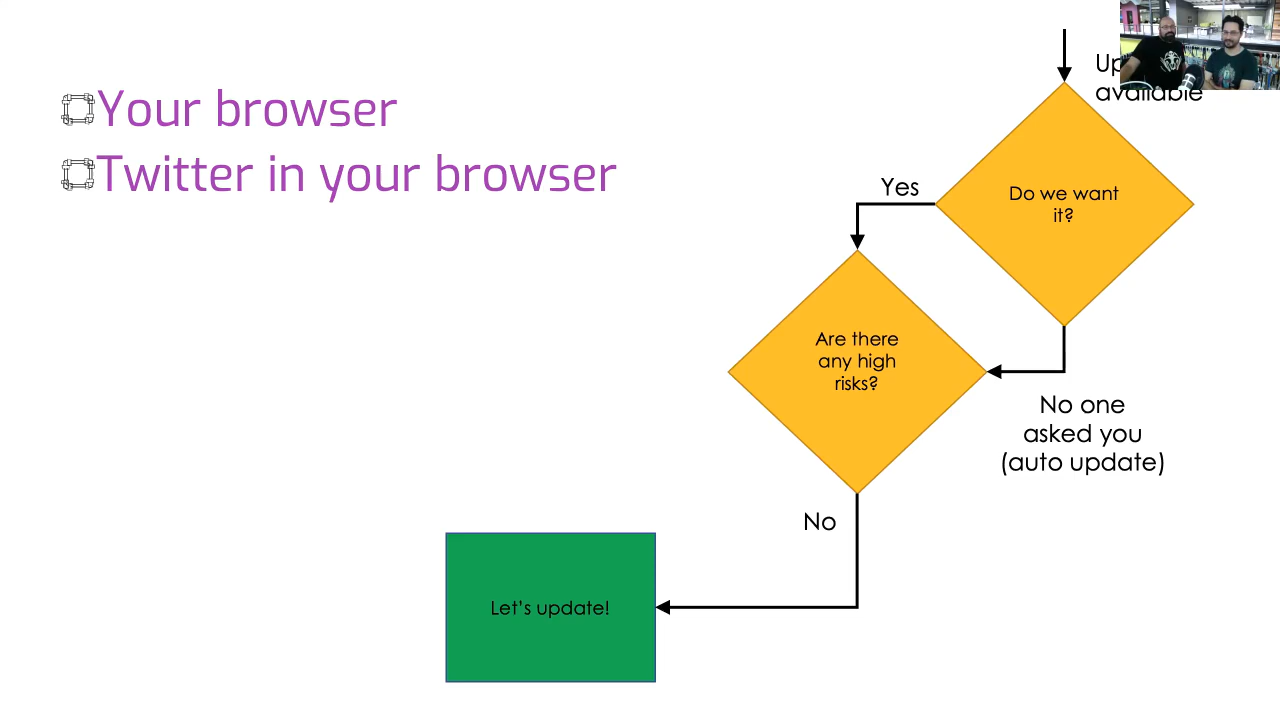 Your browser
Twitter in your browser
available
Do we want
it?
Yes
Are there
any high
risks?
No one
asked you
(auto update)
No
Let's update!